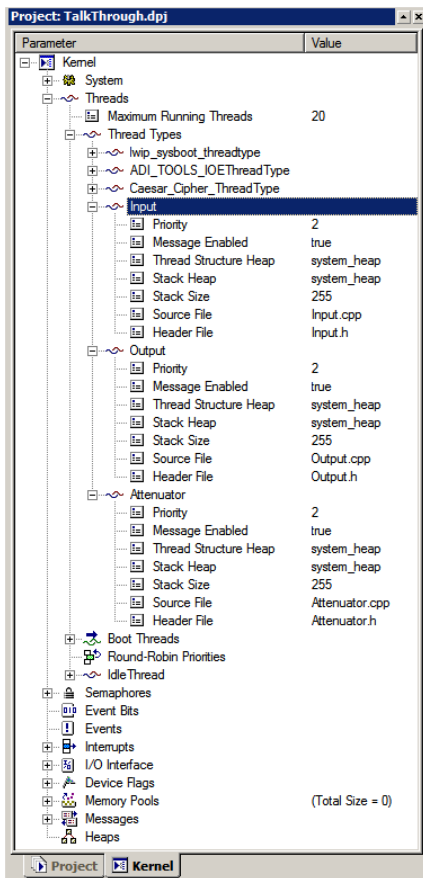 Project: TalkThrough.dpj
Parameter Value
Kernel
System
Threads
Maximum Running Threads 20
Thread Types
lwip_sysboot_threadtype
ADI_TOOLS_IOEThreadType
Caesar_Cipher_ThreadType
Input
Priority 2
Message Enabled true
Thread Structure Heap system_heap
Stack Heap system_heap
Stack Size 255
Source File Input.cpp
Header File Input.h
Output
Priority 2
Message Enabled true
Thread Structure Heap system_heap
Stack Heap system_heap
Stack Size 255
Source File Output.cpp
Header File Output.h
Attenuator
Priority 2
Message Enabled true
Thread Structure Heap system_heap
Stack Heap system_heap
Stack Size 255
Source File Attenuator.cpp
Header File Attenuator.h
Boot Threads
Round-Robin Priorities
IdleThread
Semaphores
Event Bits
Events
Interrupts
I/O Interface
Device Flags
Memory Pools (Total Size = 0)
Messages
Heaps
Project Kernel